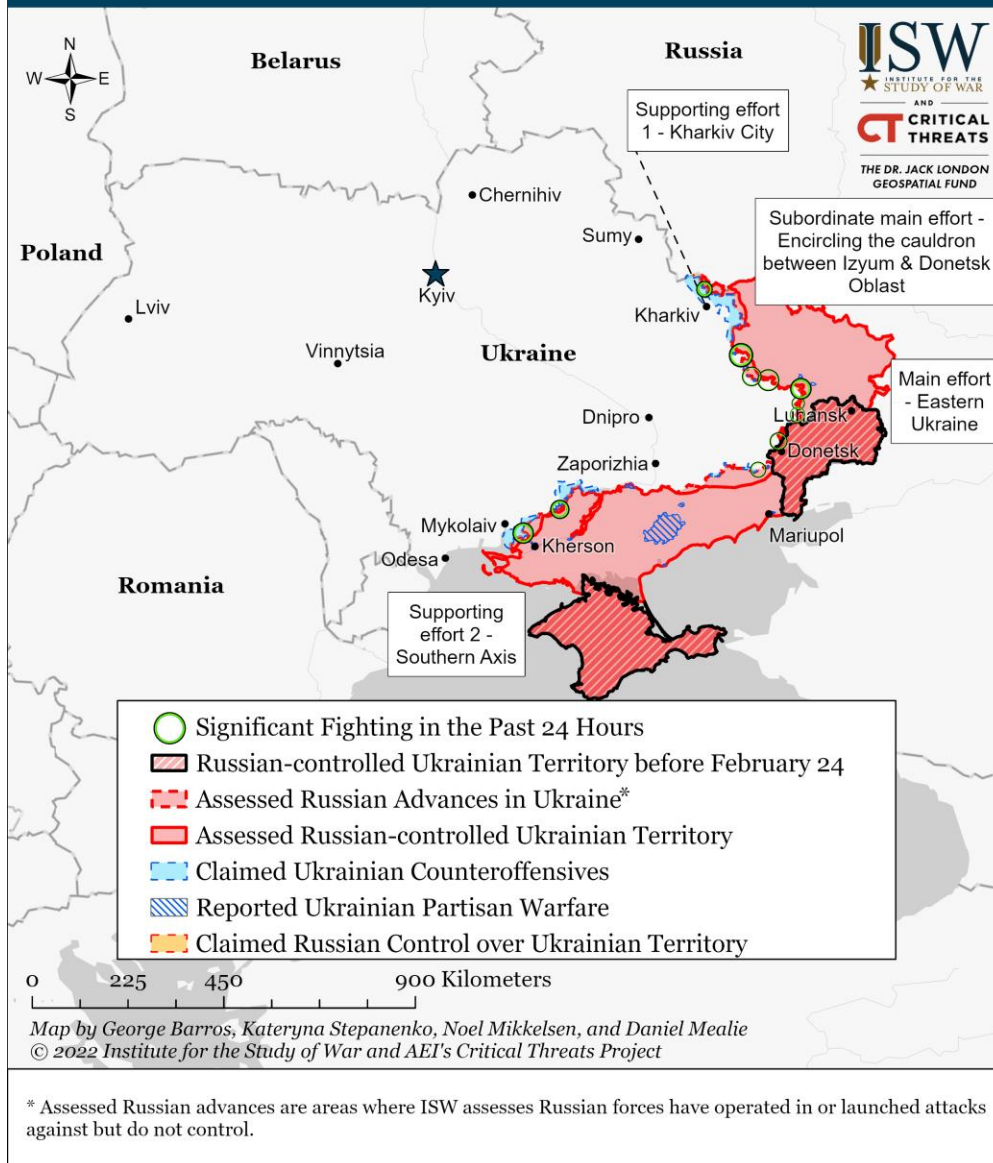 N
W E
S
Belarus
Russia
ISW
INSTITUTE FOR THE
STUDY OF WAR
AND
CT CRITICAL
THREATS
THE DR. JACK LONDON
GEOSPATIAL FUND
Supporting effort
1 - Kharkiv City
Chernihiv
Subordinate main effort -
Encircling the cauldron
between Izyum & Donetsk
Oblast
Sumy
Poland
Kyiv
Lviv
Kharkiv
Vinnytsia
Ukraine
Main effort
- Eastern
Ukraine
Dnipro
Luhansk
Donetsk
Zaporizhia
Mykolaiv
Mariupol
Kherson
Odesa
Romania
Supporting
effort 2 -
Southern Axis
Significant Fighting in the Past 24 Hours
Russian-controlled Ukrainian Territory before February 24
Assessed Russian Advances in Ukraine*
Assessed Russian-controlled Ukrainian Territory
Claimed Ukrainian Counteroffensives
Reported Ukrainian Partisan Warfare
Claimed Russian Control over Ukrainian Territory
0 225 450 900 Kilometers
Map by George Barros, Kateryna Stepanenko, Noel Mikkelsen, and Daniel Mealie
© 2022 Institute for the Study of War and AEI's Critical Threats Project
* Assessed Russian advances are areas where ISW assesses Russian forces have operated in or launched attacks
against but do not control.